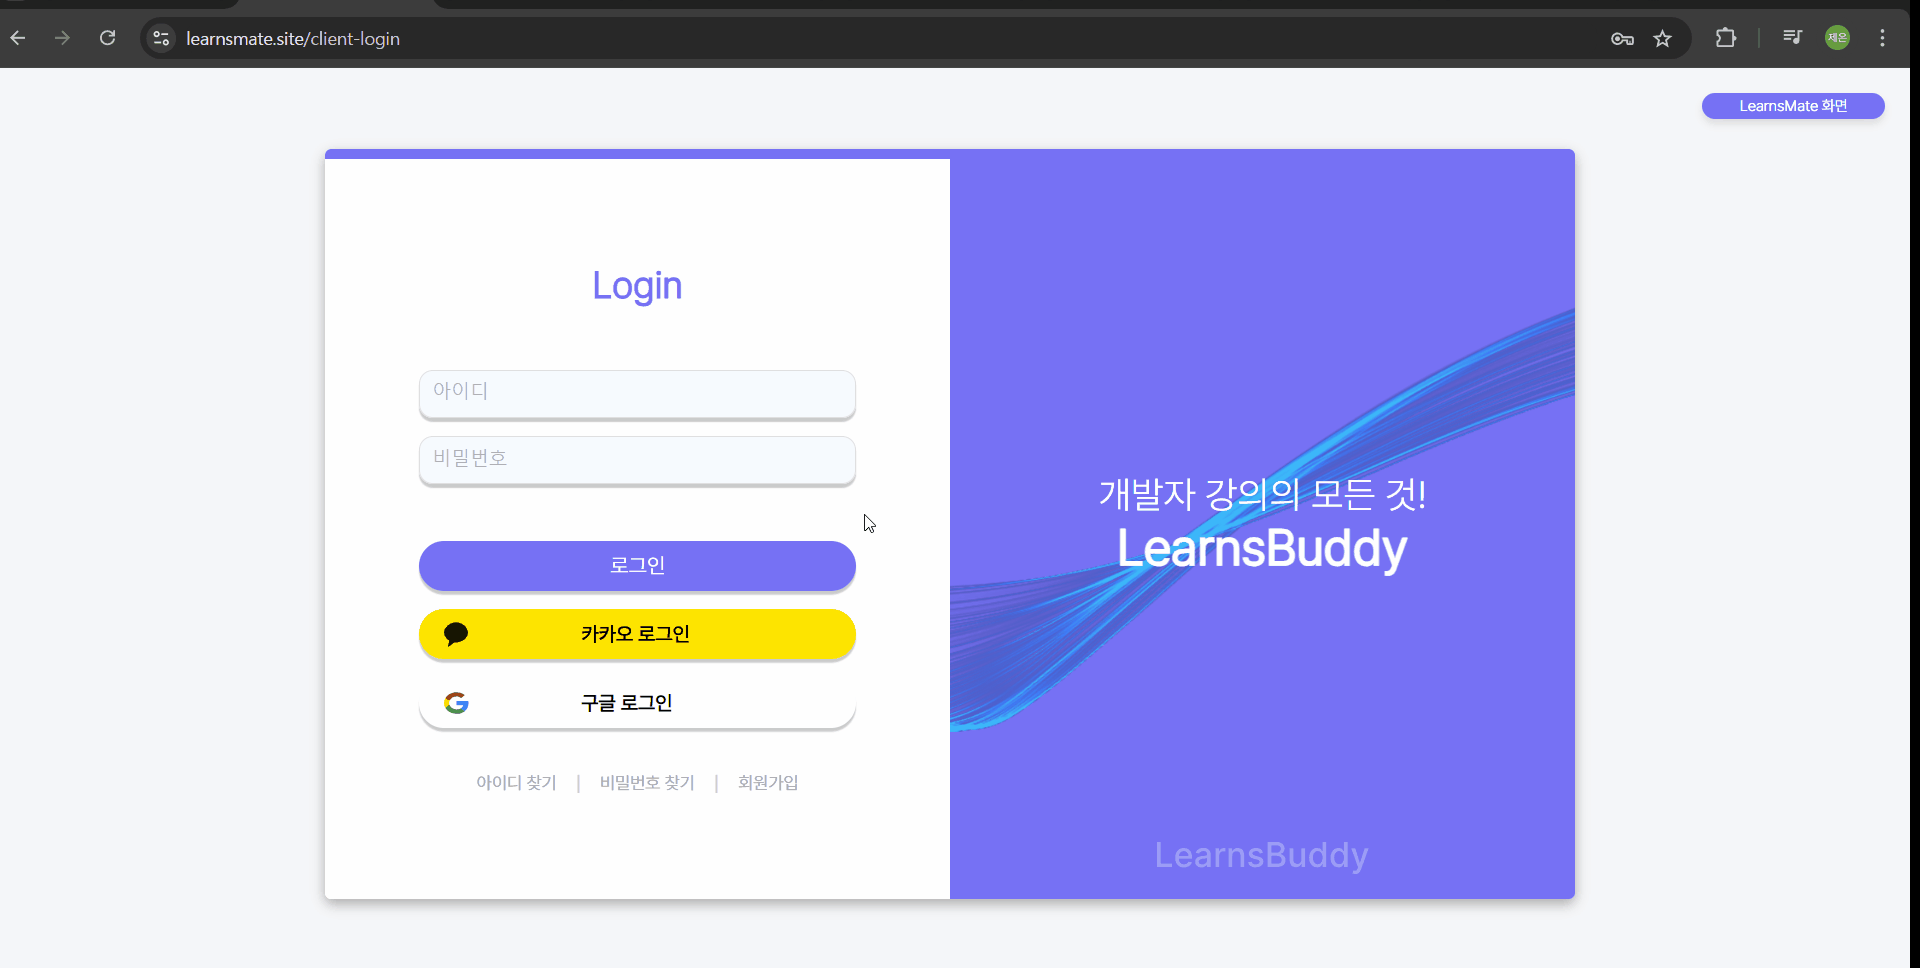 learnsmate.site/client-login
제온
LearnsMate 화면
Login
아이디
비밀번호
로그인
카카오 로그인
구글 로그인
아이디 찾기 | 비밀번호 찾기 | 회원가입
개발자 강의의 모든 것!
LearnsBuddy
LearnsBuddy